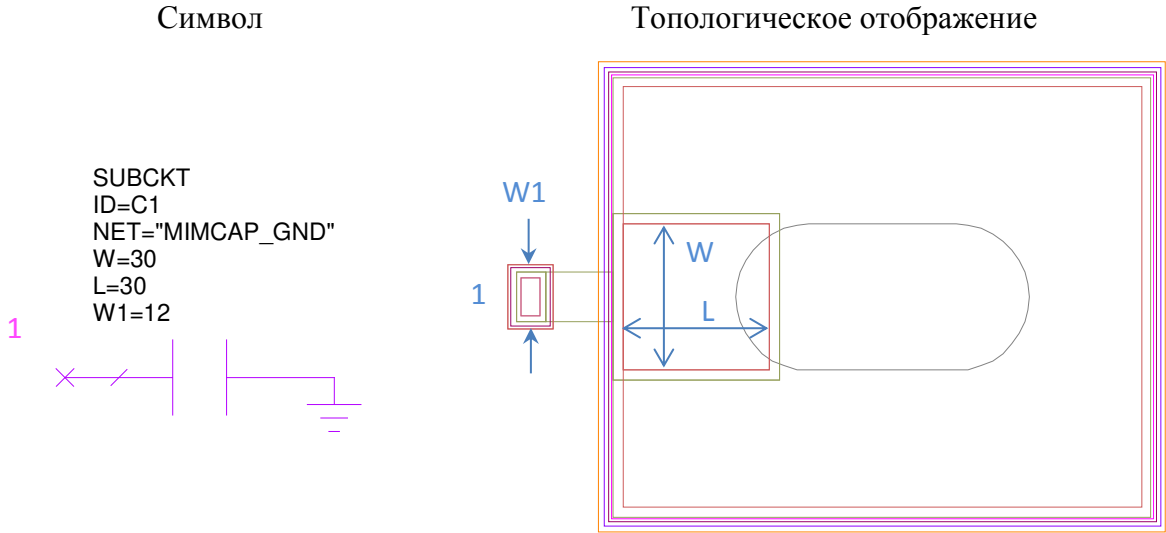 Символ
Топологическое отображение
SUBCKT
ID=C1
NET="MIMCAP_GND"
W=30
L=30
W1=12
1
W1
W
1
L